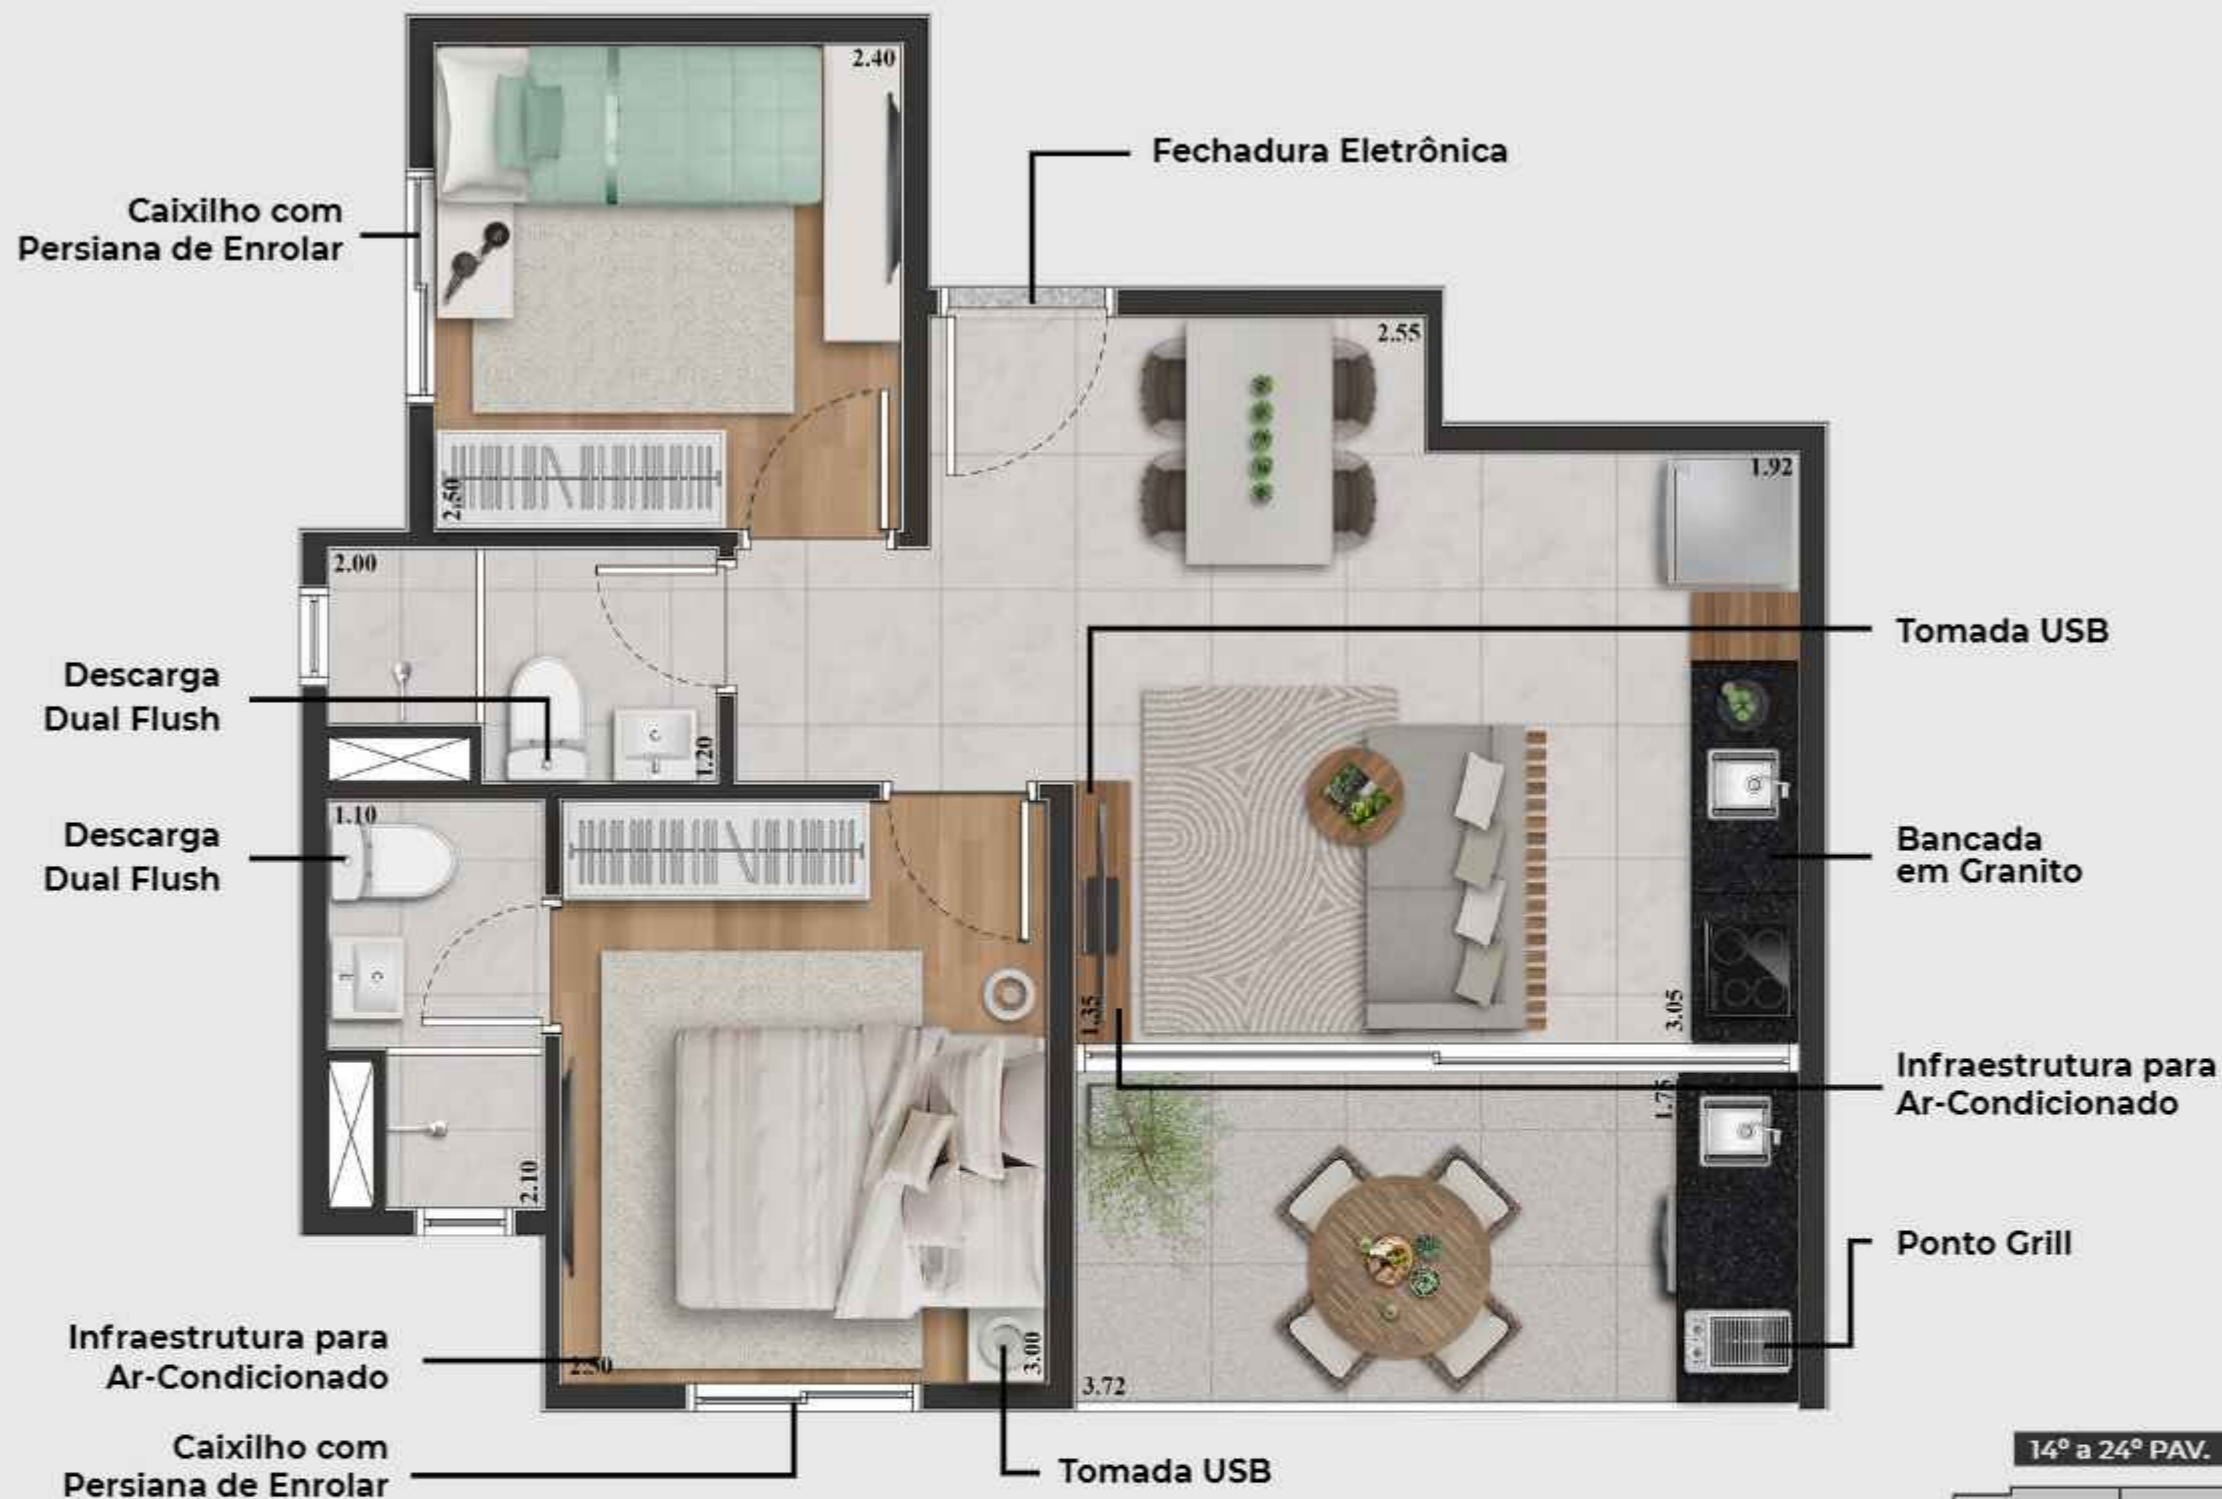 2.40
Fechadura Eletrônica
Caixilho com
Persiana de Enrolar
2.55
1.92
2.50
2.00
Tomada USB
Descarga
Dual Flush
1.20
1.10
Descarga
Dual Flush
Bancada
em Granito
1.35
3.05
Infraestrutura para
Ar-Condicionado
1.75
2.10
Ponto Grill
Infraestrutura para
Ar-Condicionado
2.50
3.00
3.72
Caixilho com
Persiana de Enrolar
Tomada USB
14º a 24º PAV.